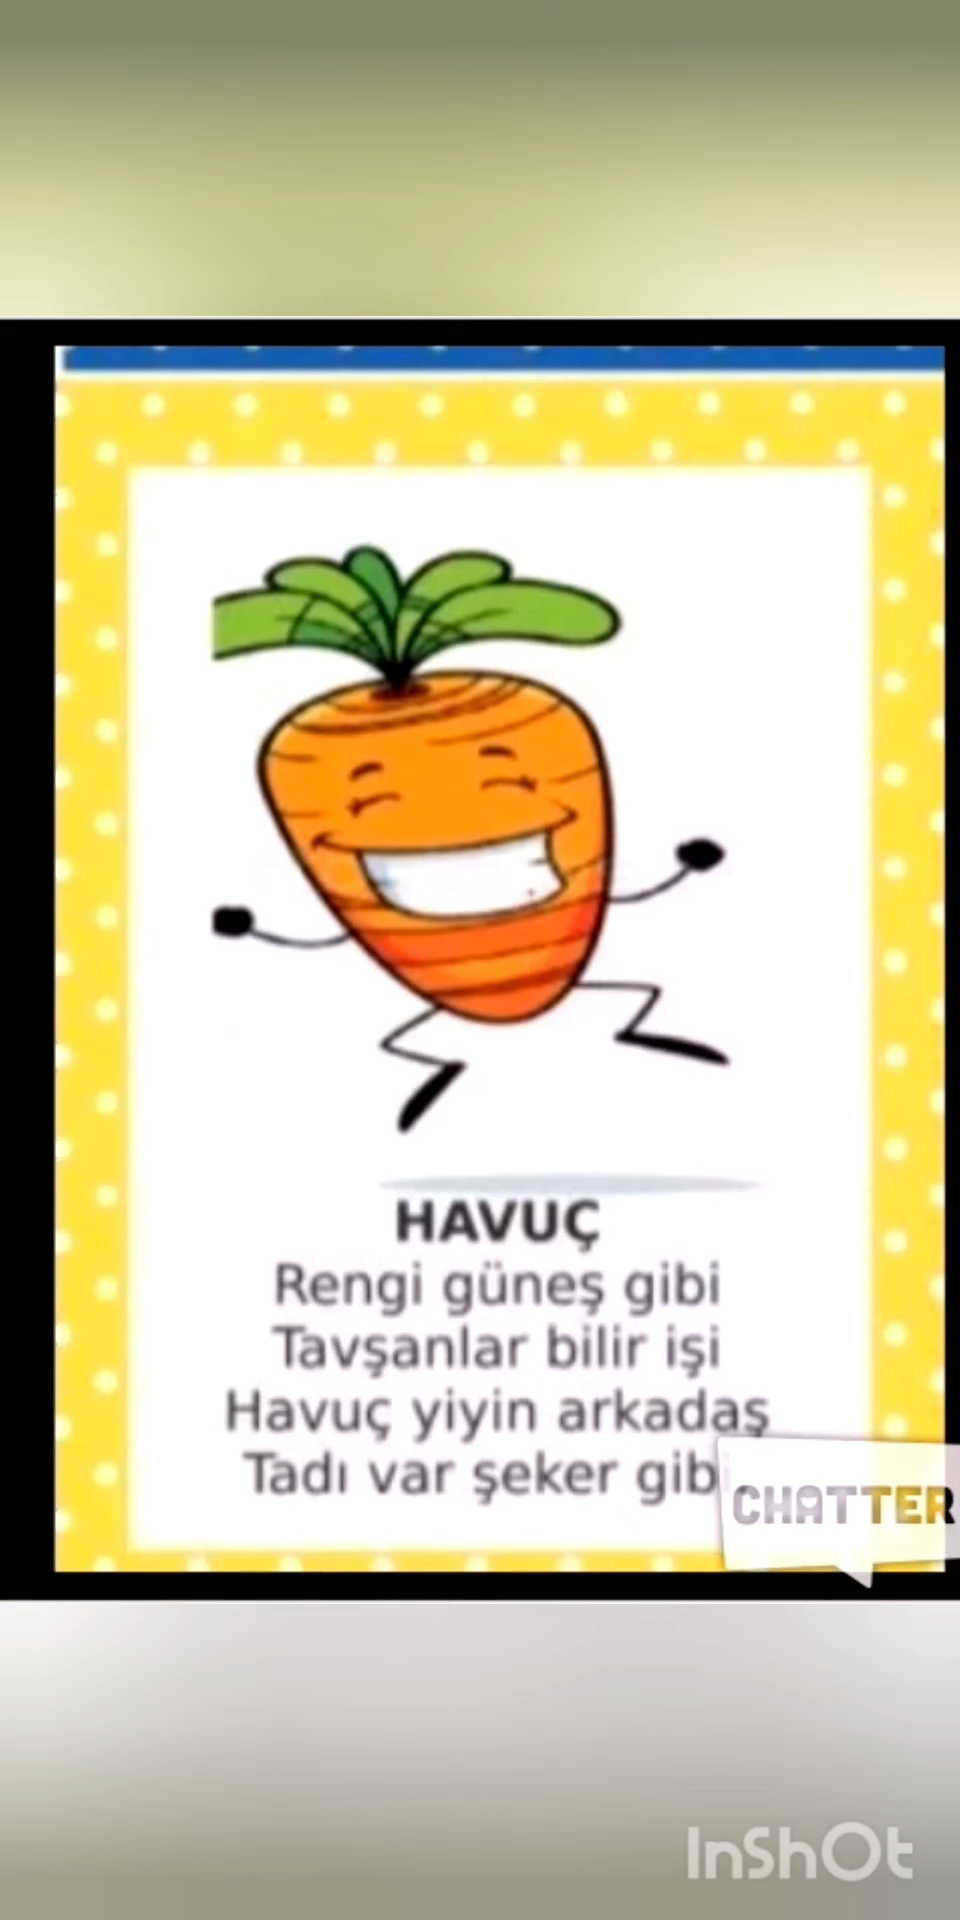 HAVUÇ
Rengi güneş gibi
Tavşanlar bilir işi
Havuç yiyin arkadaş
Tadı var şeker gib
CHATTER
InShOt